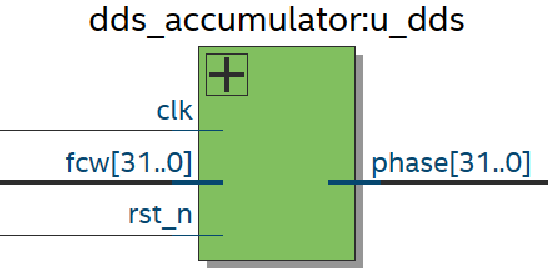 dds_accumulator:u_dds
clk
fcw[31..0]
phase[31..0]
rst_n